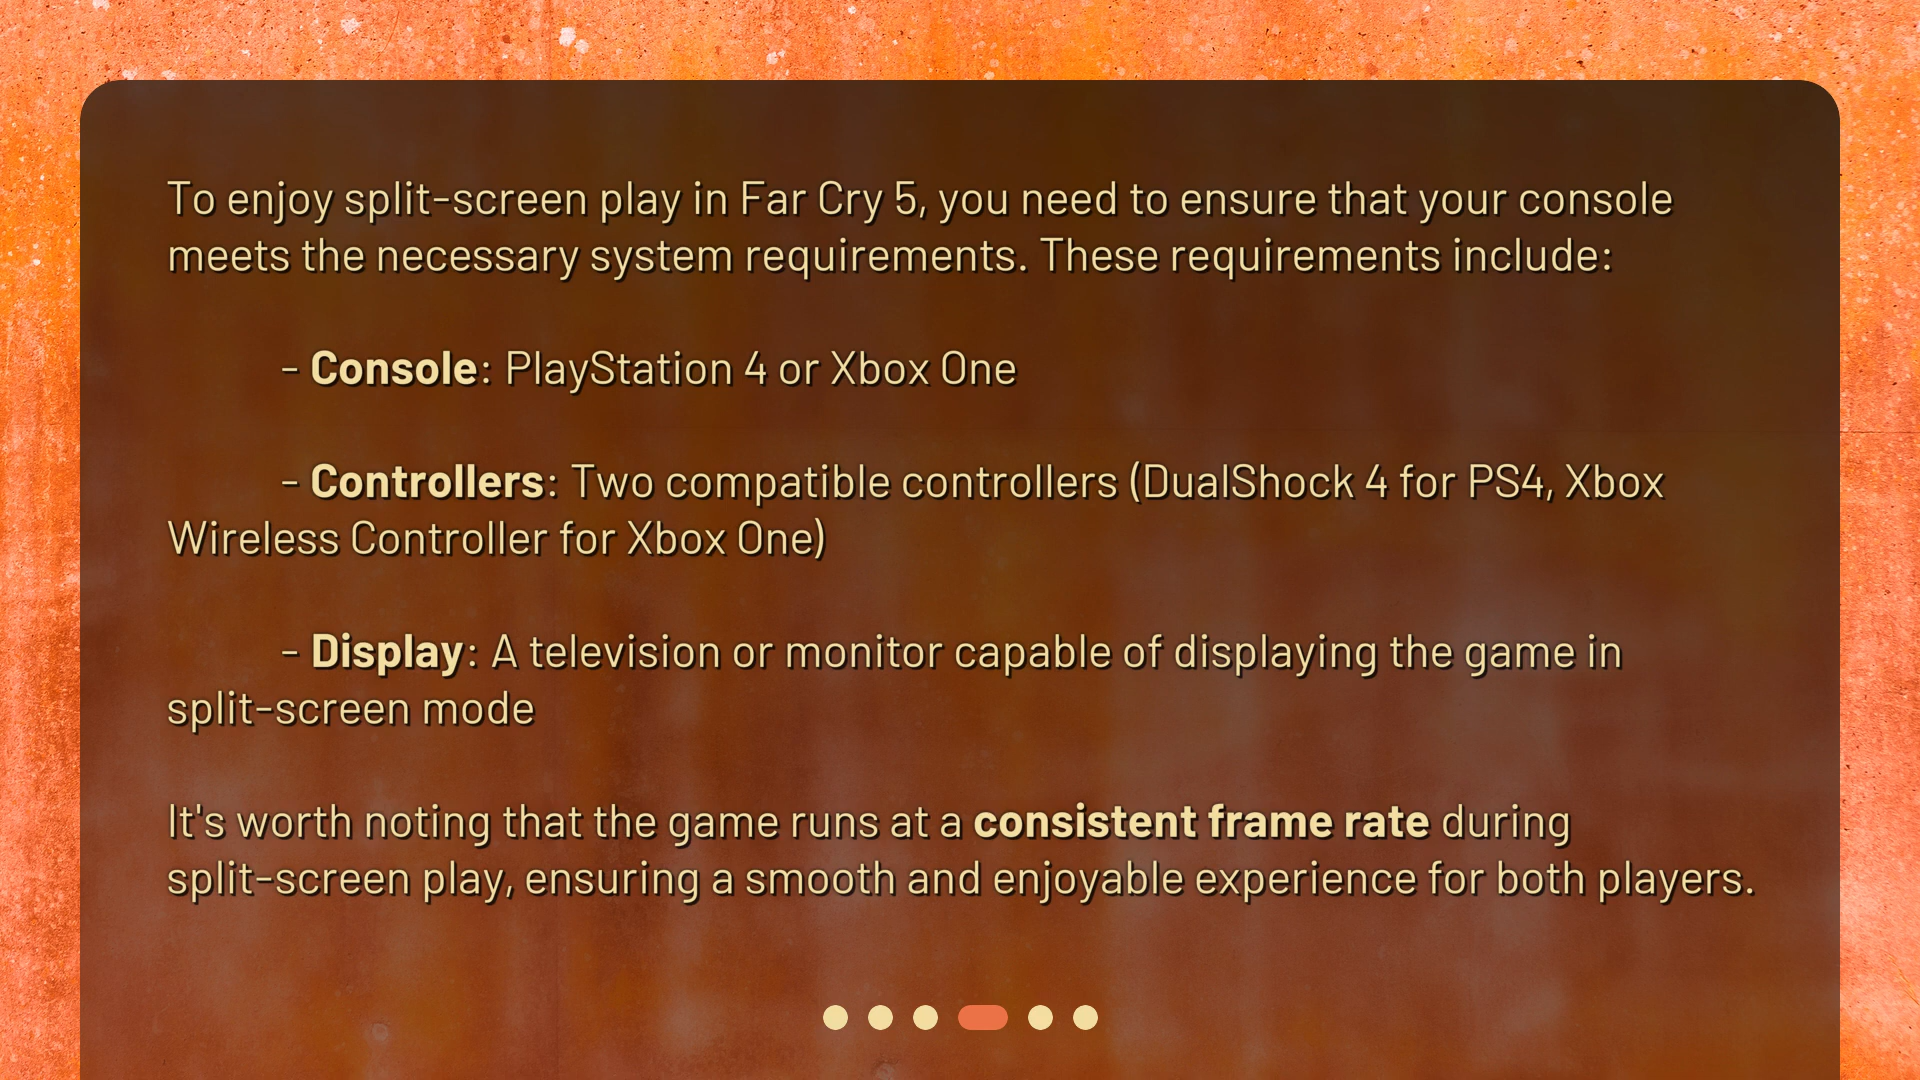 To enjoy split-screen play in Far Cry 5, you need to ensure that your console
meets the necessary system requirements. These requirements include:
- Console: PlayStation 4 or Xbox One
- Controllers: Two compatible controllers (DualShock 4 for PS4, Xbox
Wireless Controller for Xbox One)
- Display: A television or monitor capable of displaying the game in
split-screen mode
It's worth noting that the game runs at a consistent frame rate during
split-screen play, ensuring a smooth and enjoyable experience for both players.